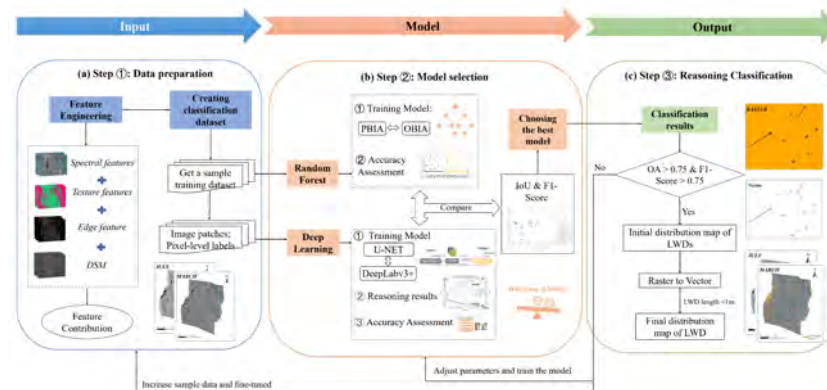 Input
Model
Output
(a) Step ①: Data preparation
(b) Step ②: Model selection
(c) Step ③: Reasoning Classification
Feature
Engineering
Creating
classification
dataset
Spectral features
Texture features
Edge feature
DSM
Feature
Contribution
Get a sample
training dataset
Image patches;
Pixel-level labels
MARCH
Random
Forest
Deep
Learning
① Training Model:
PBIA
OBIA
② Accuracy
Assessment
Compare
① Training Model
U-NET
DeepLabv3+
② Reasoning results
③ Accuracy Assessment
Choosing
the best
model
IoU & F1-
Score
Classification
results
No
OA > 0.75 & F1-
Score > 0.75
Yes
Initial distribution map of
LWDs
Raster to Vector
LWD length <1m
Final distribution
map of LWD
MARCH
Adjust parameters and train the model
Increase sample data and fine-tuned